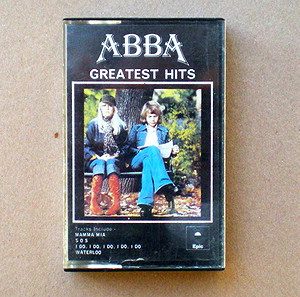 ABBA
GREATEST HITS
Tracks Include:-
MAMMA MIA
S O S
I DO, I DO, I DO, I DO, I DO
WATERLOO
Epic